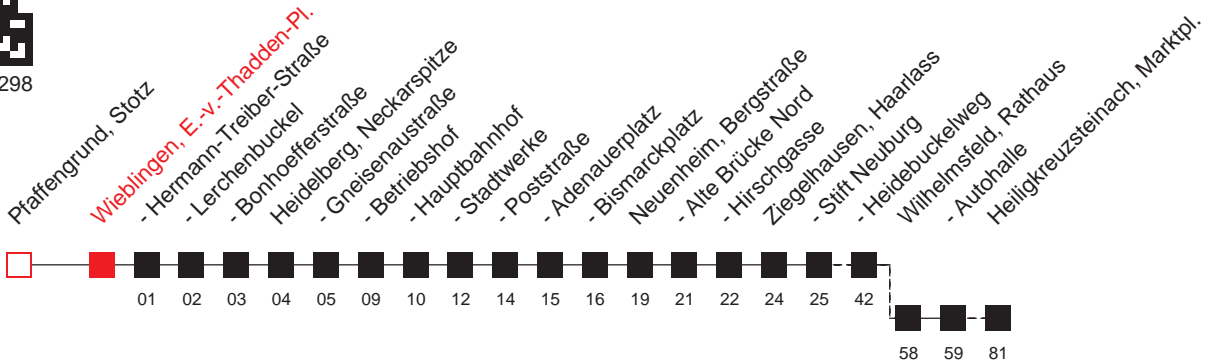 298
Pfaffengrund, Stotz
Wieblingen, E.-v.-Thadden-Pl.
- Hermann-Treiber-Straße
- Lerchenbuckel
- Bonhoefferstraße
Heidelberg, Neckarspitze
- Gneisenaustraße
- Betriebshof
- Hauptbahnhof
- Stadtwerke
- Poststraße
- Adenauerplatz
- Bismarckplatz
Neuenheim, Bergstraße
- Alte Brücke Nord
- Hirschgasse
Ziegelhausen, Haarlass
- Stift Neuburg
- Heidebuckelweg
Wilhelmsfeld, Rathaus
- Autohalle
Heiligkreuzsteinach, Marktpl.
01 02 03 04 05 09 10 12 14 15 16 19 21 22 24 25 42
58 59 81